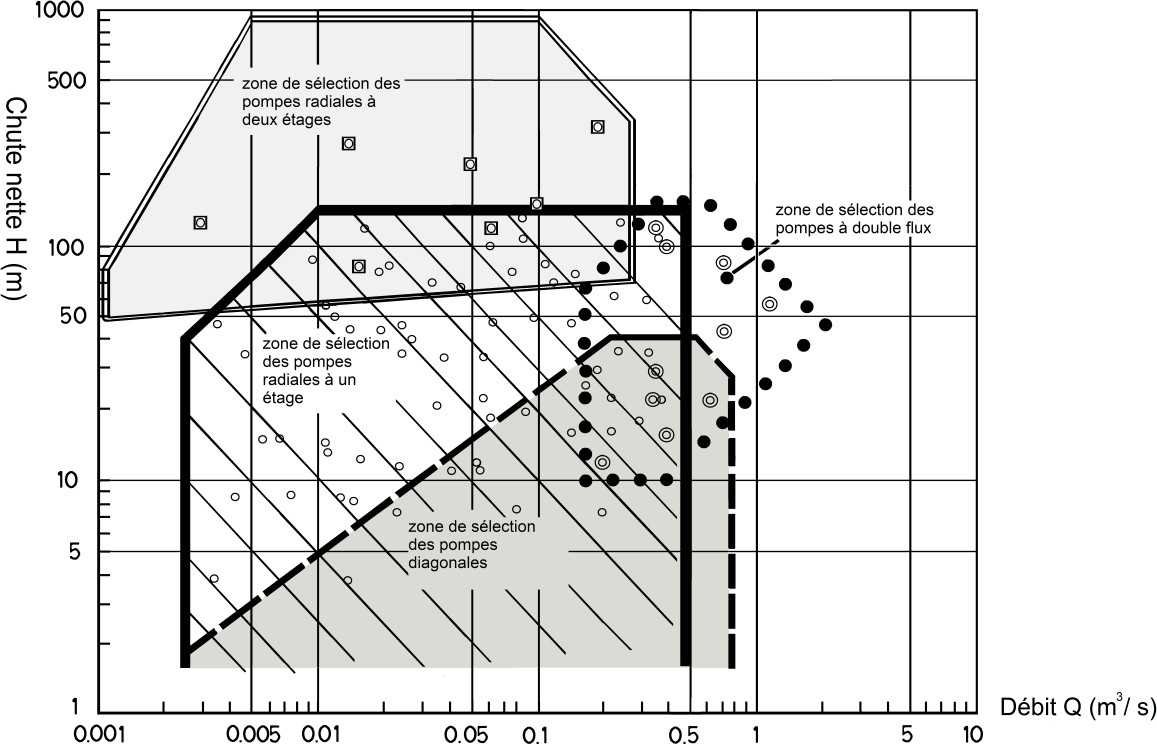 1000
500
100
50
10
5
1
Chute nette H (m)
zone de sélection des
pompes radiales à
deux étages
zone de sélection des
pompes à double flux
zone de sélection
des pompes
radiales à un
étage
zone de sélection
des pompes
diagonales
0.001
0.005
0.01
0.05
0.1
0.5
1
5
10
Débit Q (m³/ s)